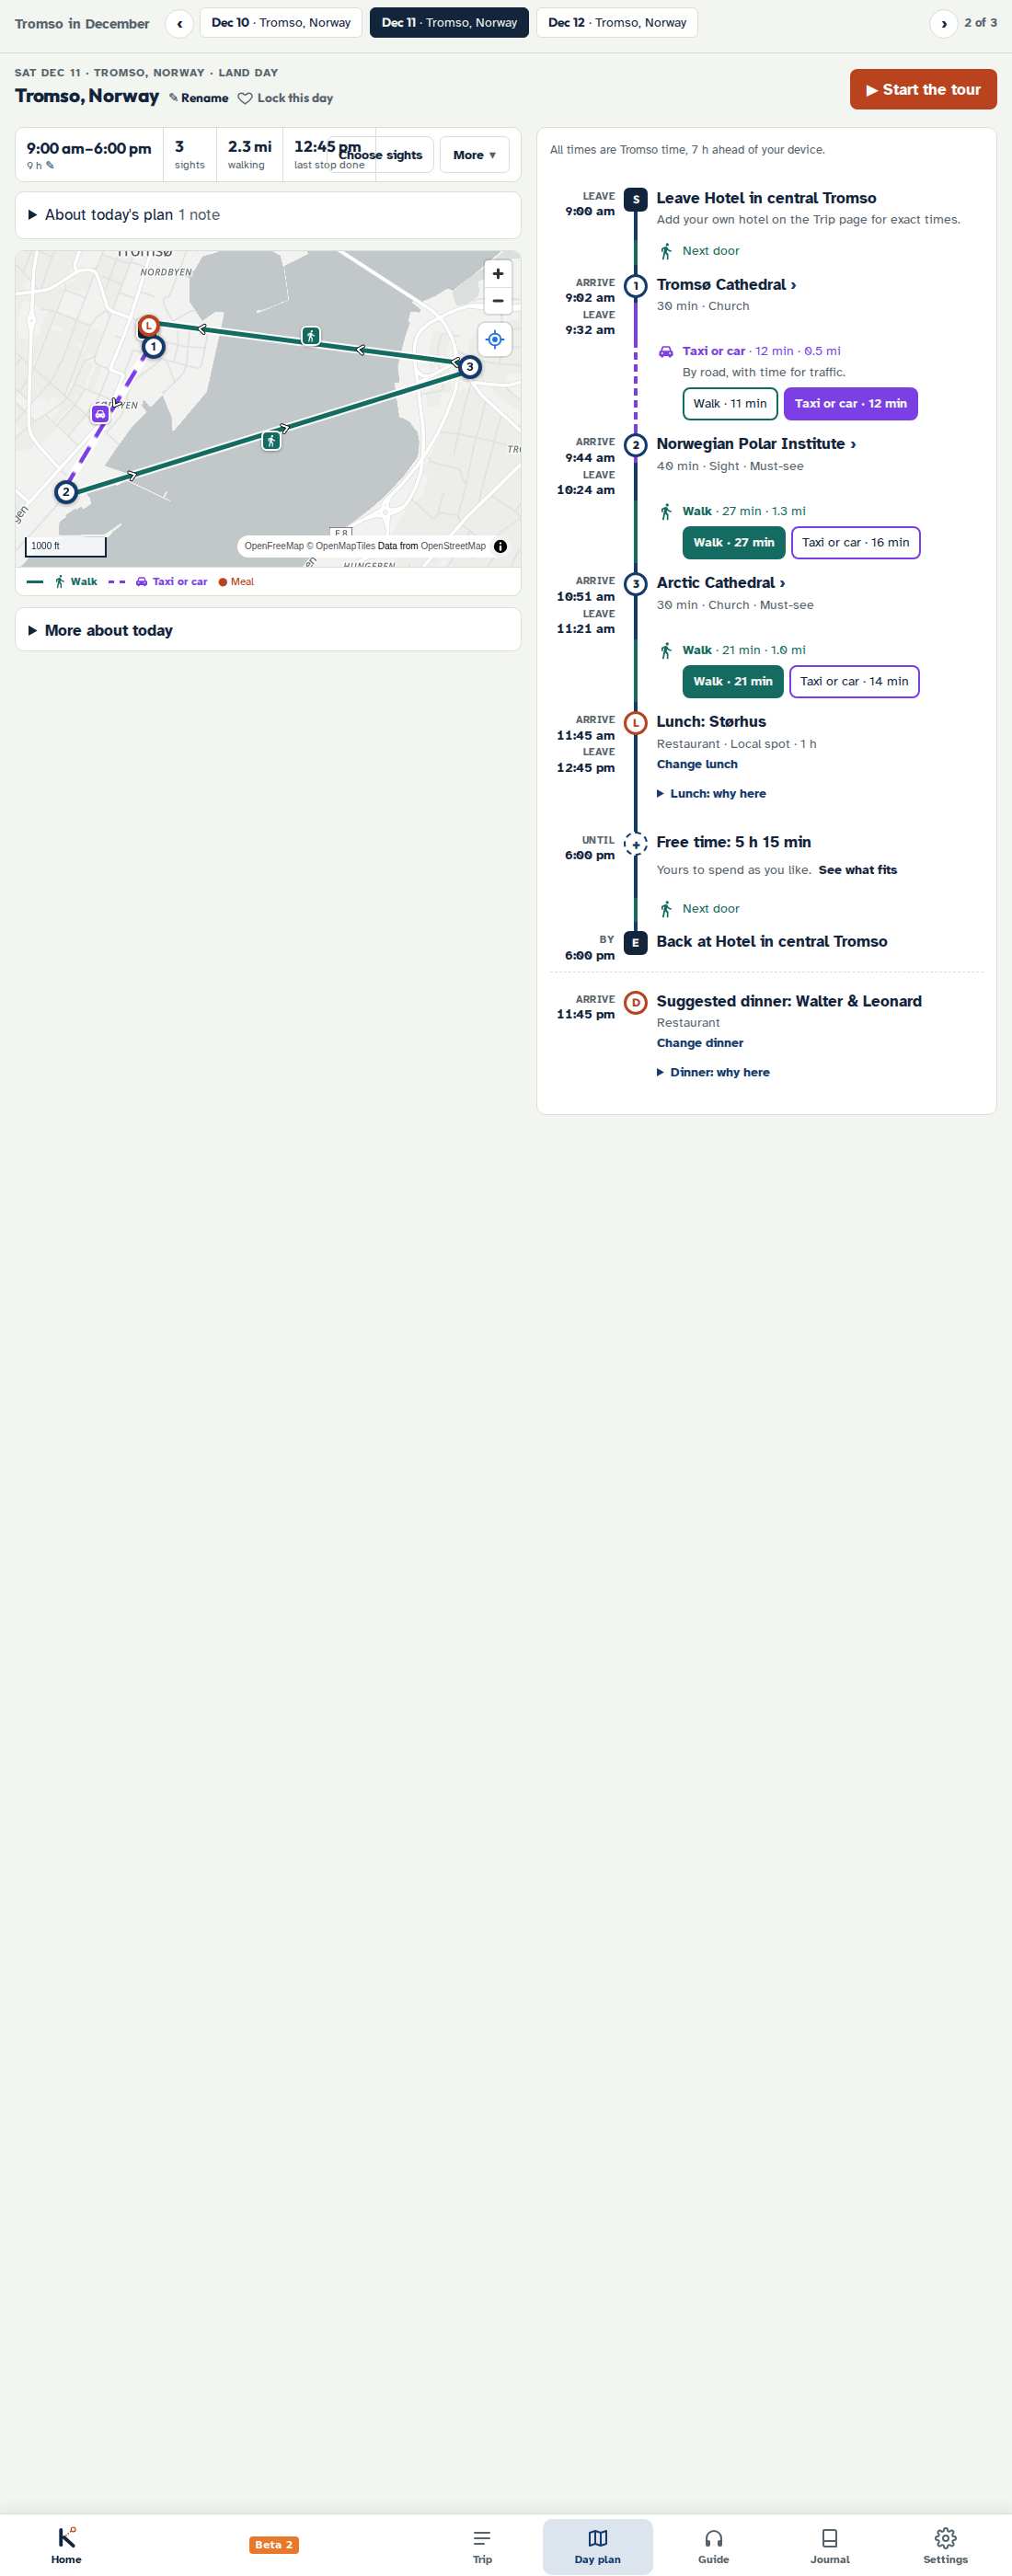 Tromso in December
‹
Dec 10 · Tromso, Norway
Dec 11 · Tromso, Norway
Dec 12 · Tromso, Norway
›
2 of 3
SAT DEC 11 · TROMSO, NORWAY · LAND DAY
Tromso, Norway
✎ Rename
Lock this day
▶ Start the tour
9:00 am–6:00 pm
9 h ✎
3
sights
2.3 mi
walking
12:45 pm
last stop done
Choose sights
More ▼
▶ About today's plan 1 note
Tromsø
NORDBYEN
1
L
3
2
+
−
1000 ft
HUNGEREN
OpenFreeMap © OpenMapTiles Data from OpenStreetMap
Walk
Taxi or car
Meal
▶ More about today
All times are Tromso time, 7 h ahead of your device.
LEAVE
9:00 am
S
Leave Hotel in central Tromso
Add your own hotel on the Trip page for exact times.
Next door
ARRIVE
9:02 am
LEAVE
9:32 am
1
Tromsø Cathedral ›
30 min · Church
Taxi or car · 12 min · 0.5 mi
By road, with time for traffic.
Walk · 11 min
Taxi or car · 12 min
ARRIVE
9:44 am
LEAVE
10:24 am
2
Norwegian Polar Institute ›
40 min · Sight · Must-see
Walk · 27 min · 1.3 mi
Walk · 27 min
Taxi or car · 16 min
ARRIVE
10:51 am
LEAVE
11:21 am
3
Arctic Cathedral ›
30 min · Church · Must-see
Walk · 21 min · 1.0 mi
Walk · 21 min
Taxi or car · 14 min
ARRIVE
11:45 am
LEAVE
12:45 pm
L
Lunch: Størhus
Restaurant · Local spot · 1 h
Change lunch
▶ Lunch: why here
UNTIL
6:00 pm
+
Free time: 5 h 15 min
Yours to spend as you like. See what fits
Next door
BY
6:00 pm
E
Back at Hotel in central Tromso
ARRIVE
11:45 pm
D
Suggested dinner: Walter & Leonard
Restaurant
Change dinner
▶ Dinner: why here
Home
Beta 2
Trip
Day plan
Guide
Journal
Settings